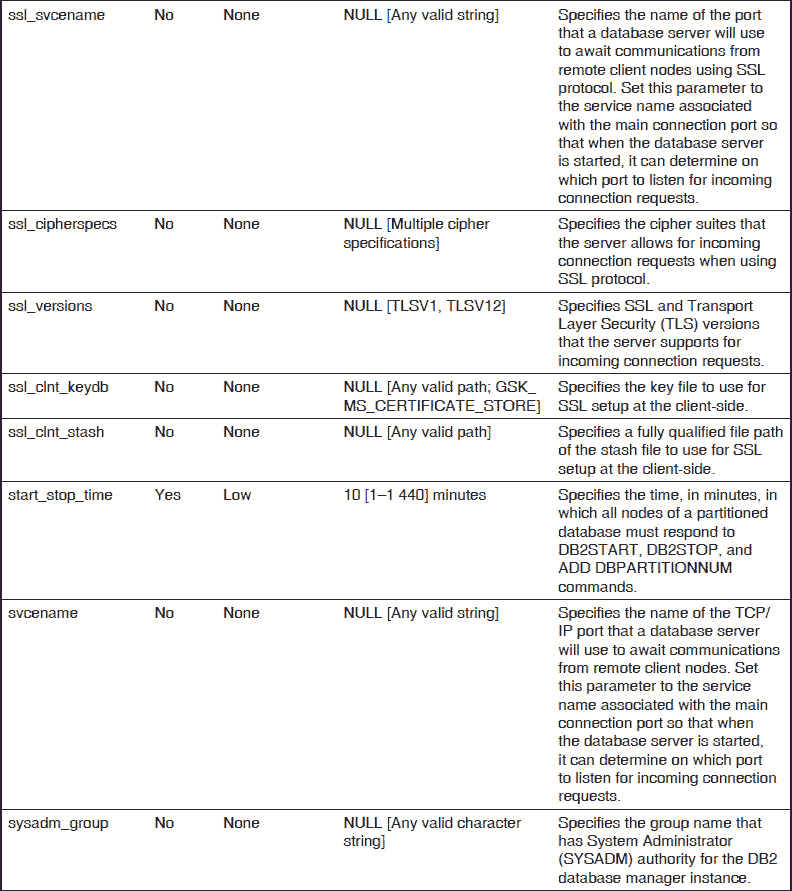 ssl_svcename No None NULL [Any valid string] Specifies the name of the port
that a database server will use
to await communications from
remote client nodes using SSL
protocol. Set this parameter to
the service name associated
with the main connection port so
that when the database server
is started, it can determine on
which port to listen for incoming
connection requests.
ssl_cipherspecs No None NULL [Multiple cipher Specifies the cipher suites that
specifications] the server allows for incoming
connection requests when using
SSL protocol.
ssl_versions No None NULL [TLSV1, TLSV12] Specifies SSL and Transport
Layer Security (TLS) versions
that the server supports for
incoming connection requests.
ssl_clnt_keydb No None NULL [Any valid path; GSK_ Specifies the key file to use for
MS_CERTIFICATE_STORE] SSL setup at the client-side.
ssl_clnt_stash No None NULL [Any valid path] Specifies a fully qualified file path
of the stash file to use for SSL
setup at the client-side.
start_stop_time Yes Low 10 [1–1 440] minutes Specifies the time, in minutes, in
which all nodes of a partitioned
database must respond to
DB2START, DB2STOP, and
ADD DBPARTITIONNUM
commands.
svcename No None NULL [Any valid string] Specifies the name of the TCP/
IP port that a database server
will use to await communications
from remote client nodes. Set
this parameter to the service
name associated with the main
connection port so that when
the database server is started,
it can determine on which port
to listen for incoming connection
requests.
sysadm_group No None NULL [Any valid character Specifies the group name that
string] has System Administrator
(SYSADM) authority for the DB2
database manager instance.